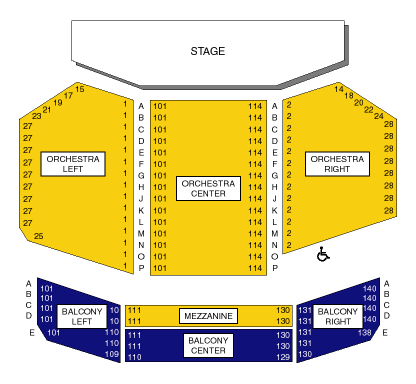 STAGE
15 14
17 18
19 20
21 22
23 24
1 A 101 114 A 2
27 1 B 101 114 B 2 28
27 1 C 101 114 C 2 28
27 1 D 101 114 D 2 28
27 1 E 101 114 E 2 28
27 1 F 101 114 F 2 28
27 1 G 101 114 G 2 28
27 1 H 101 114 H 2 28
27 1 J 101 114 J 2 28
27 1 K 101 114 K 2 28
25 1 L 101 114 L 2
1 M 101 114 M 2
1 N 101 114 N 2
1 O 101 114 O
1 P 101 114 P
ORCHESTRA
LEFT
ORCHESTRA
CENTER
ORCHESTRA
RIGHT
A 101 140 A
B 101 140 B
C 101 10 111 130 131 140 C
D 101 10 111 130 131 140 D
E 101 110 111 130 131 138 E
110 111 130 131
109 110 129 130
BALCONY
LEFT
MEZZANINE
BALCONY
CENTER
BALCONY
RIGHT